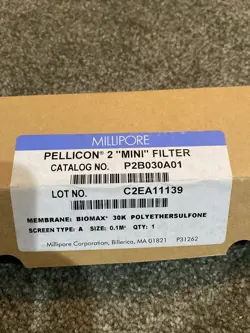 MILLIPORE
PELLICON® 2 "MINI" FILTER
CATALOG NO. P2B030A01
LOT NO. C2EA11139
MEMBRANE: BIOMAX® 30K POLYETHERSULFONE
SCREEN TYPE: A SIZE: 0.1M² QTY: 1
Millipore Corporation, Billerica, MA 01821 P31262